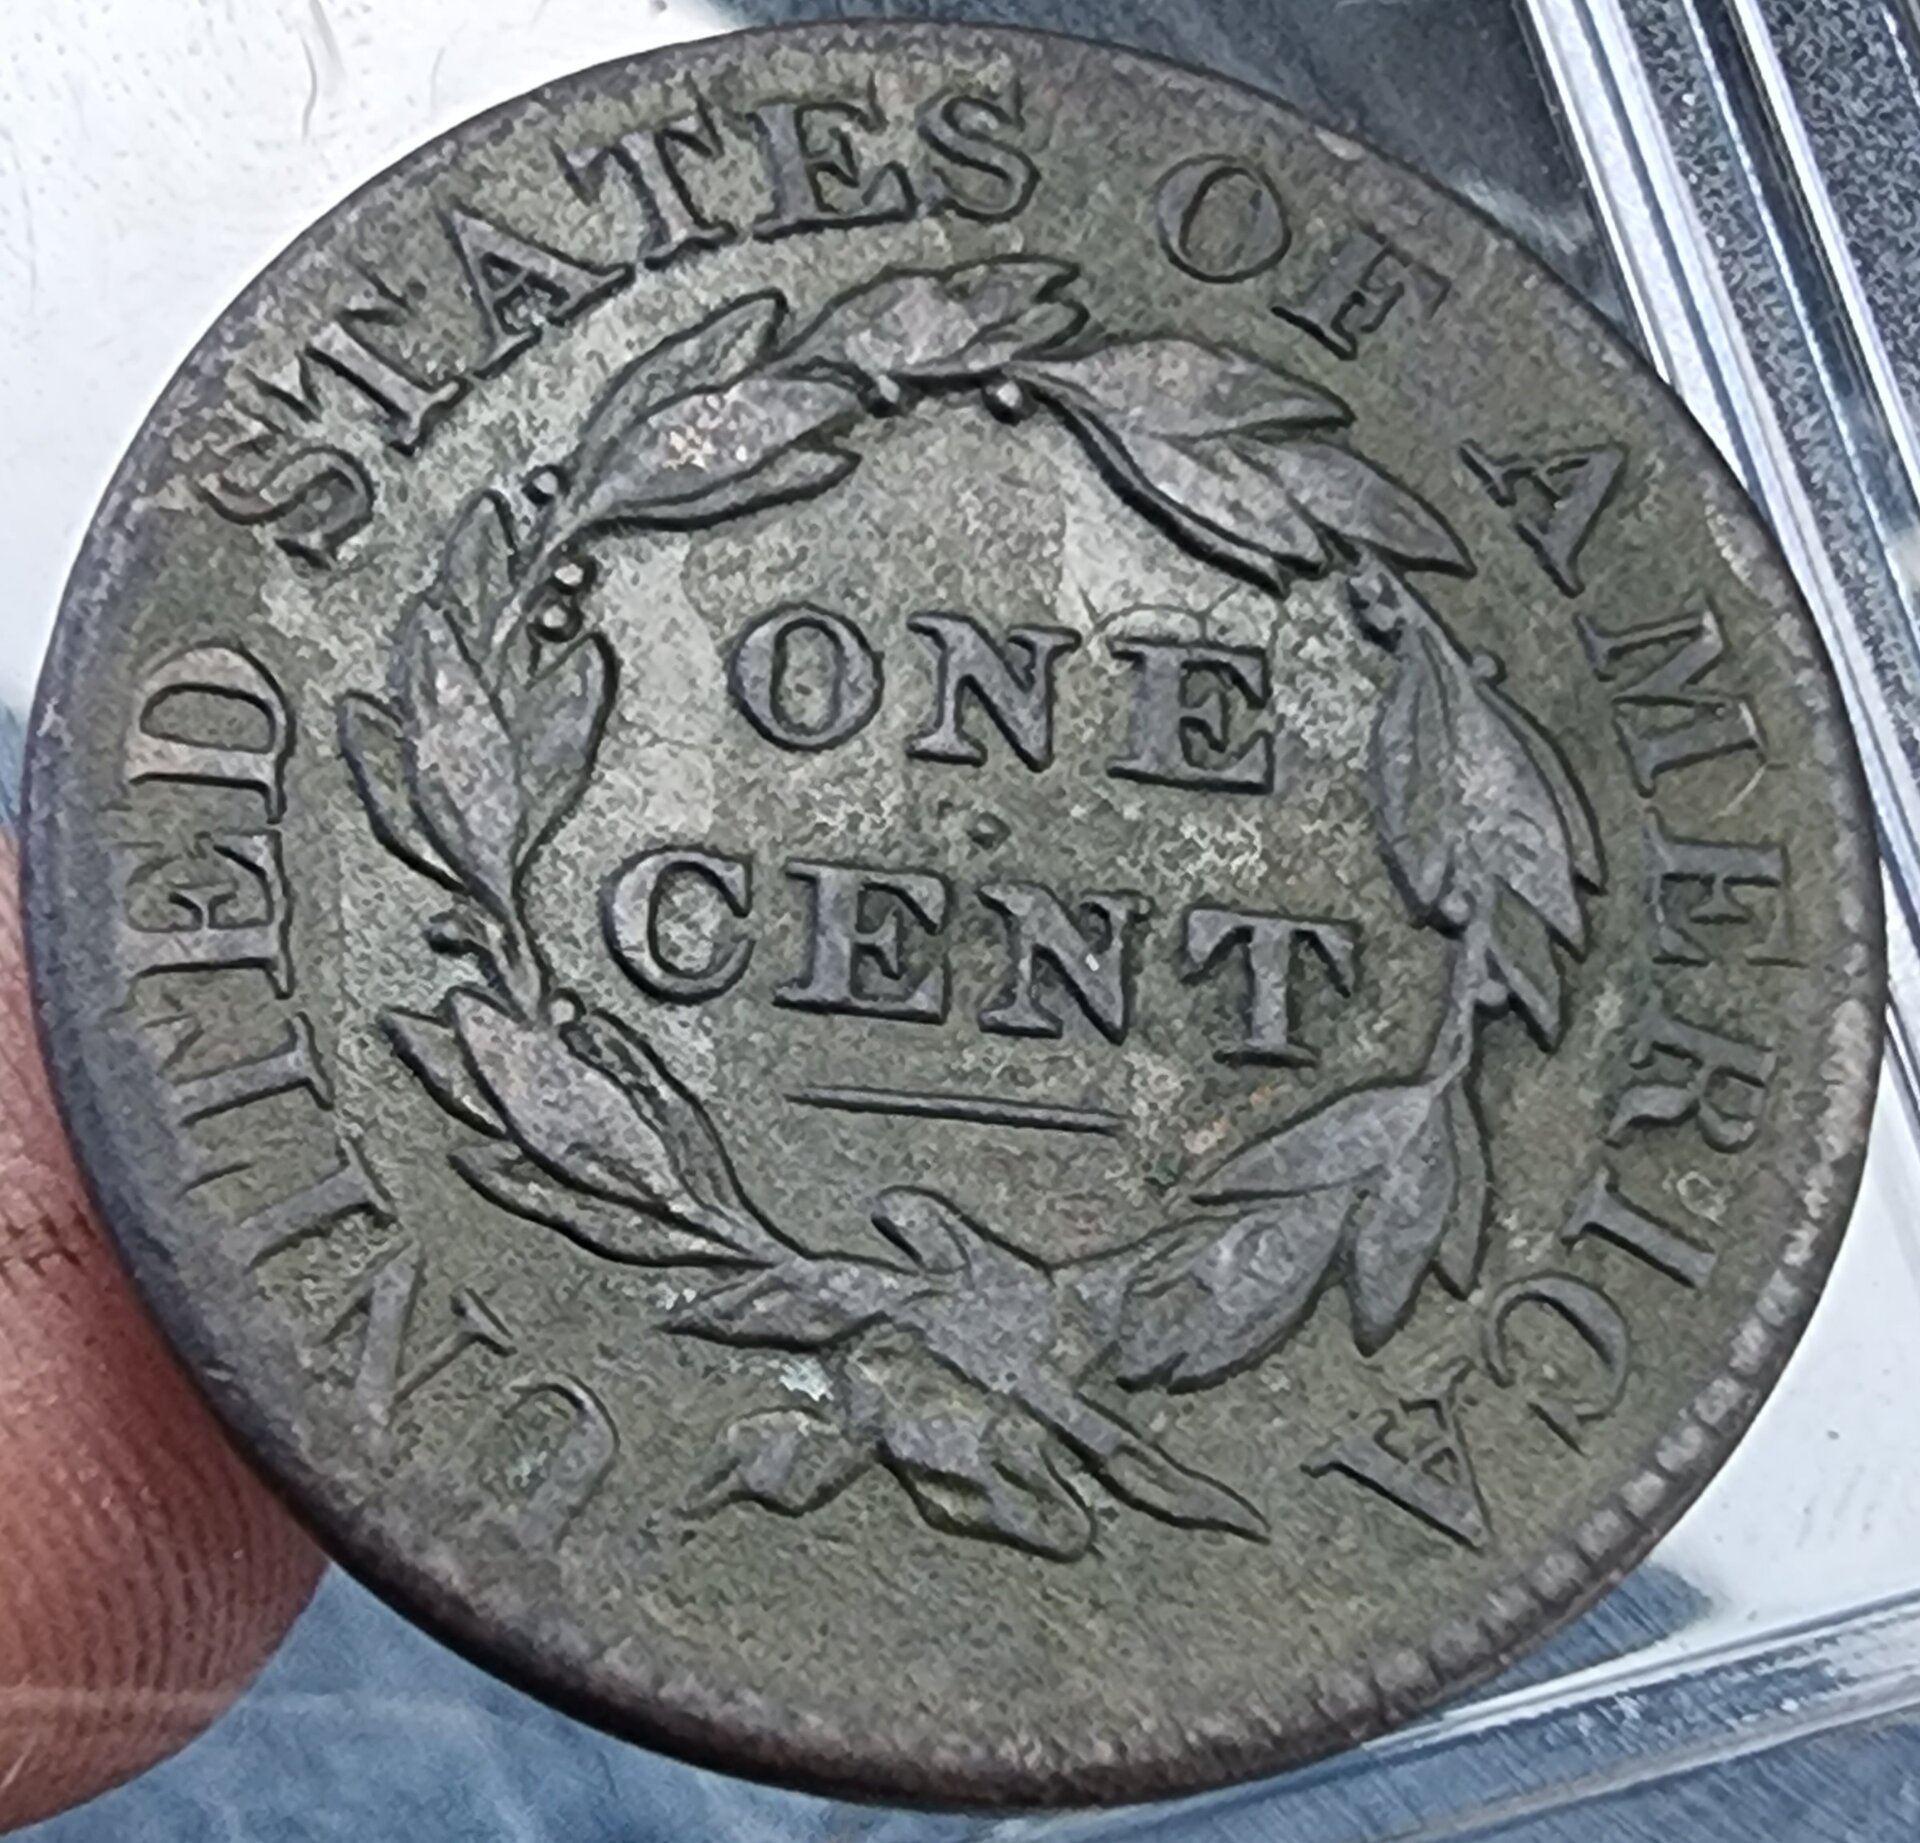 UNITED STATES OF AMERICA
ONE
CENT